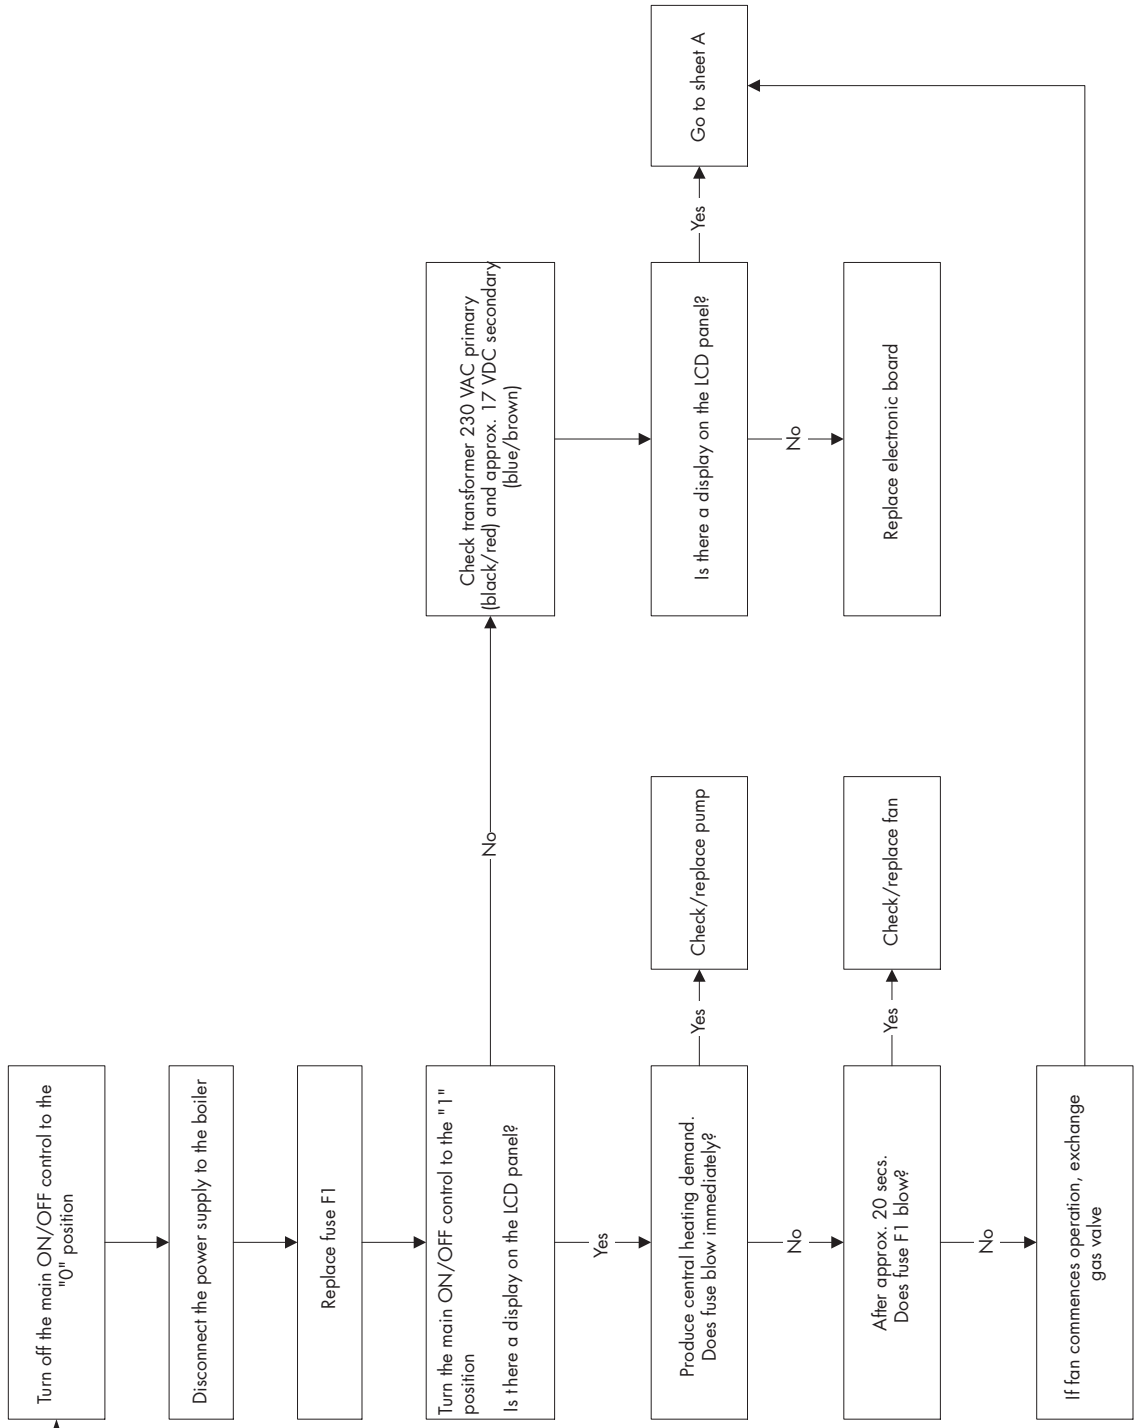 Turn off the main ON/OFF control to the
"0" position
Disconnect the power supply to the boiler
Replace fuse F1
Turn the main ON/OFF control to the "1"
position
Is there a display on the LCD panel?
No
Check transformer 230 VAC primary
(black/red) and approx. 17 VDC secondary
(blue/brown)
Yes
Produce central heating demand.
Does fuse blow immediately?
Yes
Check/replace pump
Is there a display on the LCD panel?
Yes
Go to sheet A
No
After approx. 20 secs.
Does fuse F1 blow?
Yes
Check/replace fan
No
Replace electronic board
No
If fan commences operation, exchange
gas valve